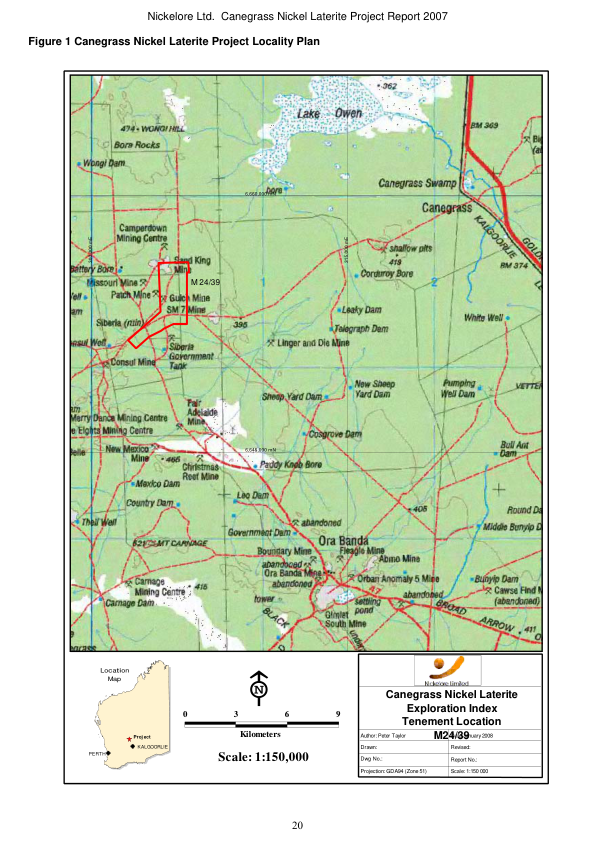 Nickelore Ltd. Canegrass Nickel Laterite Project Report 2007
Figure 1 Canegrass Nickel Laterite Project Locality Plan
362
Lake Owen
474 WONGI HILL
BM 369
Born Rocks
Wongi Dam
Canegrass Swamp
bore
Canegrass
KALGOORLIE
Camperdown
Mining Centre
shallow pits
419
BM 374
Sand King
Mine
Battery Bore
Corduroy Bore
Missouri Mine
M 24/39
1
2
Patch Mine
Gulch Mine
SM 7 Mine
Leaky Dam
White Well
Siberia (ruin)
395
Telegraph Dam
Linger and Die Mine
Siberia
Government
Tank
Consul Mine
New Sheep
Yard Dam
Pumping
Well Dam
Sheep Yard Dam
Fair
Adelaide
Mine
Merry Dance Mining Centre
Eights Mining Centre
Cosgrove Dam
New Mexico
Mine
465
Bull Ant
Dam
Christmas
Reef Mine
Paddy Knob Bore
Mexico Dam
Leo Dam
Country Dam
405
Thell Well
abandoned
Government Dam
Middle Bunyip D
521 MT CARNAGE
Ora Banda
Boundary Mine
Fleagle Mine
abandoned
Abmo Mine
Ora Banda Mine
abandoned
Orban Anomaly 5 Mine
Bunyip Dam
Carnage
Mining Centre
415
Cawse Find M
(abandoned)
Carnage Dam
tower
settling
pond
abandoned
Gimlet
South Mine
BLACK
BROAD
ARROW
411
Location
Map
Project
KALGOORLIE
PERTH
N
0 3 6 9
Kilometers
Scale: 1:150,000
Nickelore Limited
Canegrass Nickel Laterite
Exploration Index
Tenement Location
M24/39
Author: Peter Taylor
2008
Drawn:
Revised:
Dwg No.:
Report No.:
Projection: GDA94 (Zone 51)
Scale: 1:150 000
20